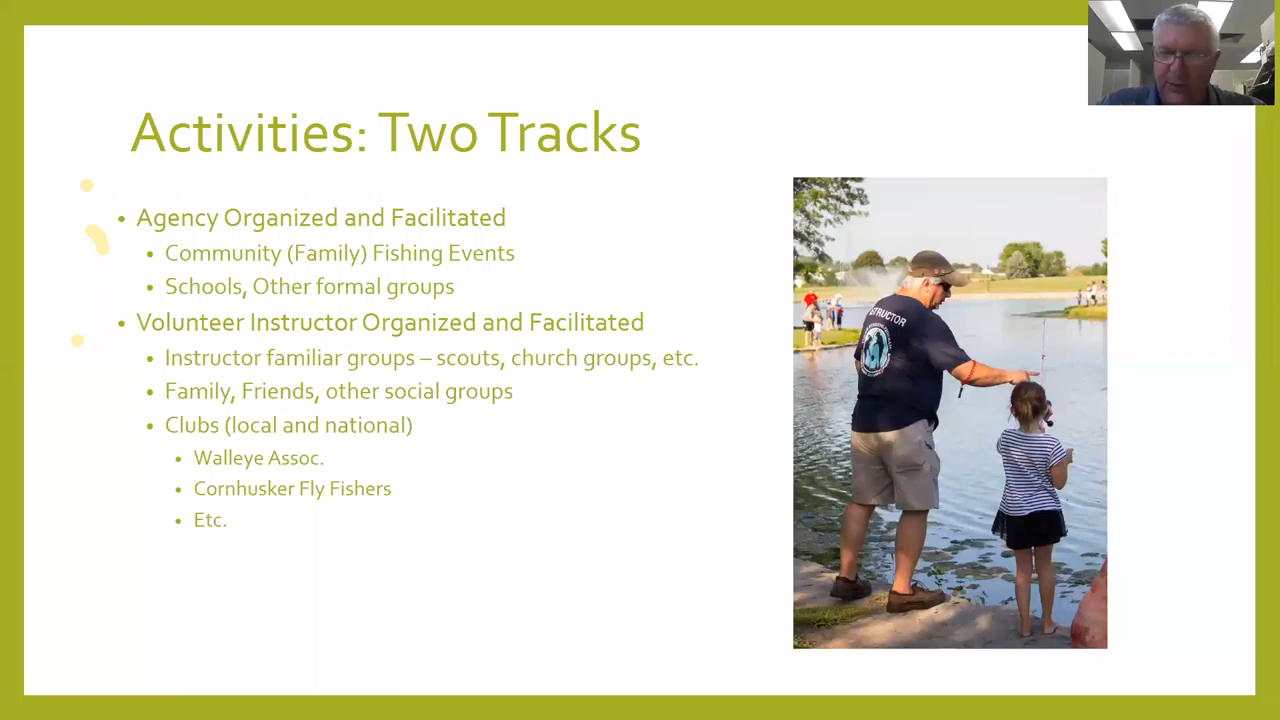 Activities: Two Tracks
• Agency Organized and Facilitated
• Community (Family) Fishing Events
• Schools, Other formal groups
• Volunteer Instructor Organized and Facilitated
• Instructor familiar groups – scouts, church groups, etc.
• Family, Friends, other social groups
• Clubs (local and national)
• Walleye Assoc.
• Cornhusker Fly Fishers
• Etc.